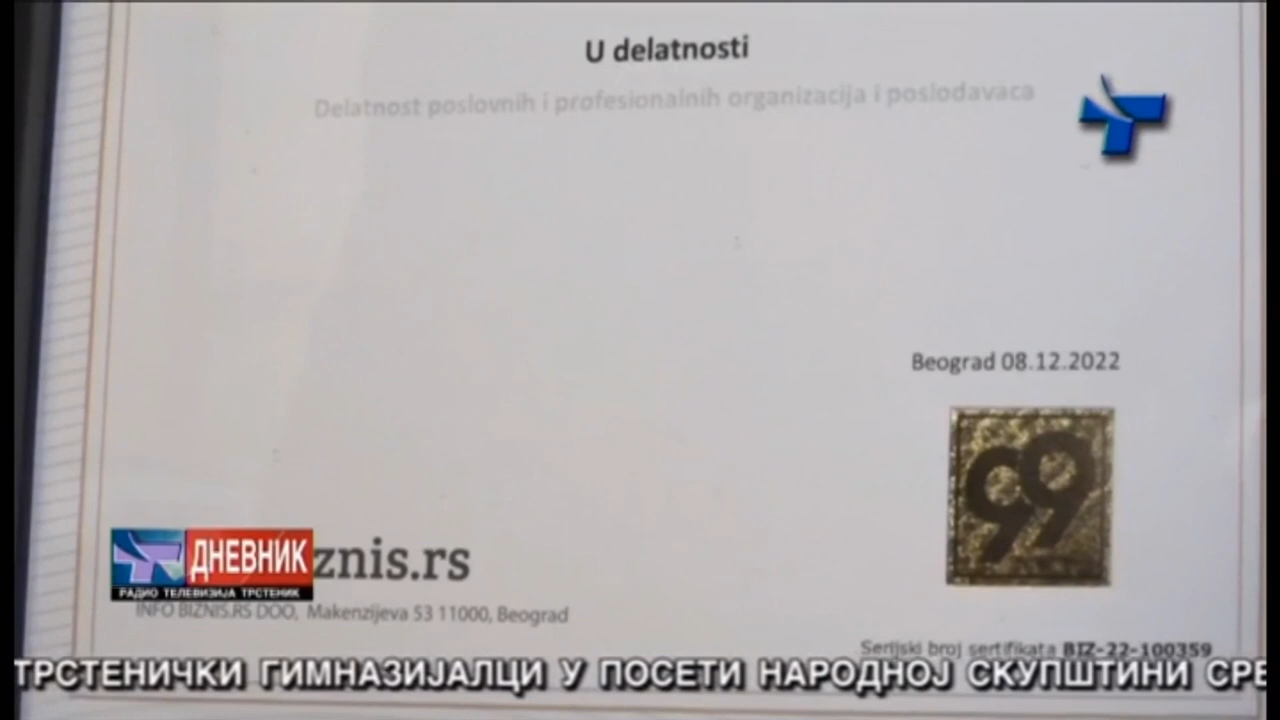 U delatnosti
Delatnost poslovnih i profesionalnih organizacija i poslodavaca
Beograd 08.12.2022
99
ДНЕВНИК
РАДИО ТЕЛЕВИЗИЈА ТРСТЕНИК
znis.rs
INFO BIZNIS.RS DOO, Makenzijeva 53 11000, Beograd
Serijski broj sertifikata BIZ-22-100359
ТРСТЕНИЧКИ ГИМНАЗИЈАЛЦИ У ПОСЕТИ НАРОДНОЈ СКУПШТИНИ СРБ